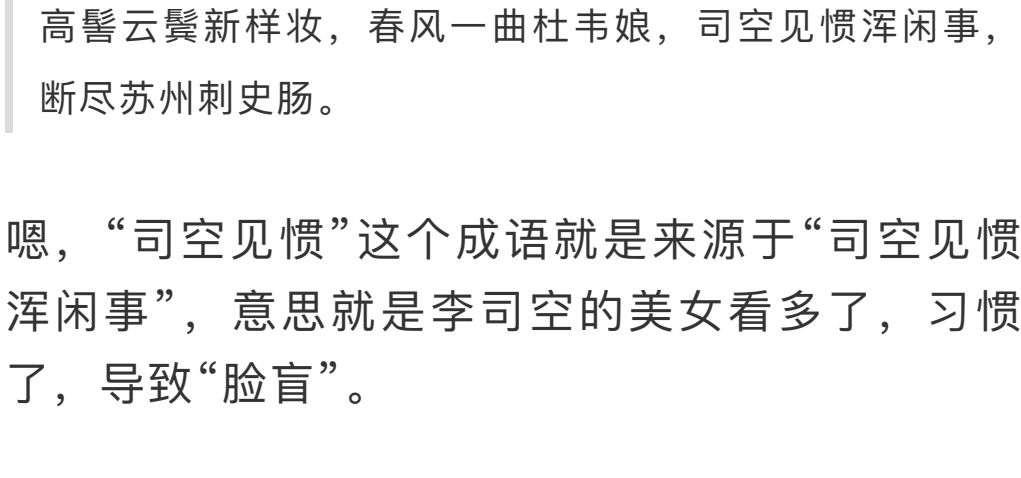 高髻云鬓新样妆，春风一曲杜韦娘，司空见惯浑闲事，
断尽苏州刺史肠。
嗯，“司空见惯”这个成语就是来源于“司空见惯
浑闲事”，意思就是李司空的美女看多了，习惯
了，导致“脸盲”。